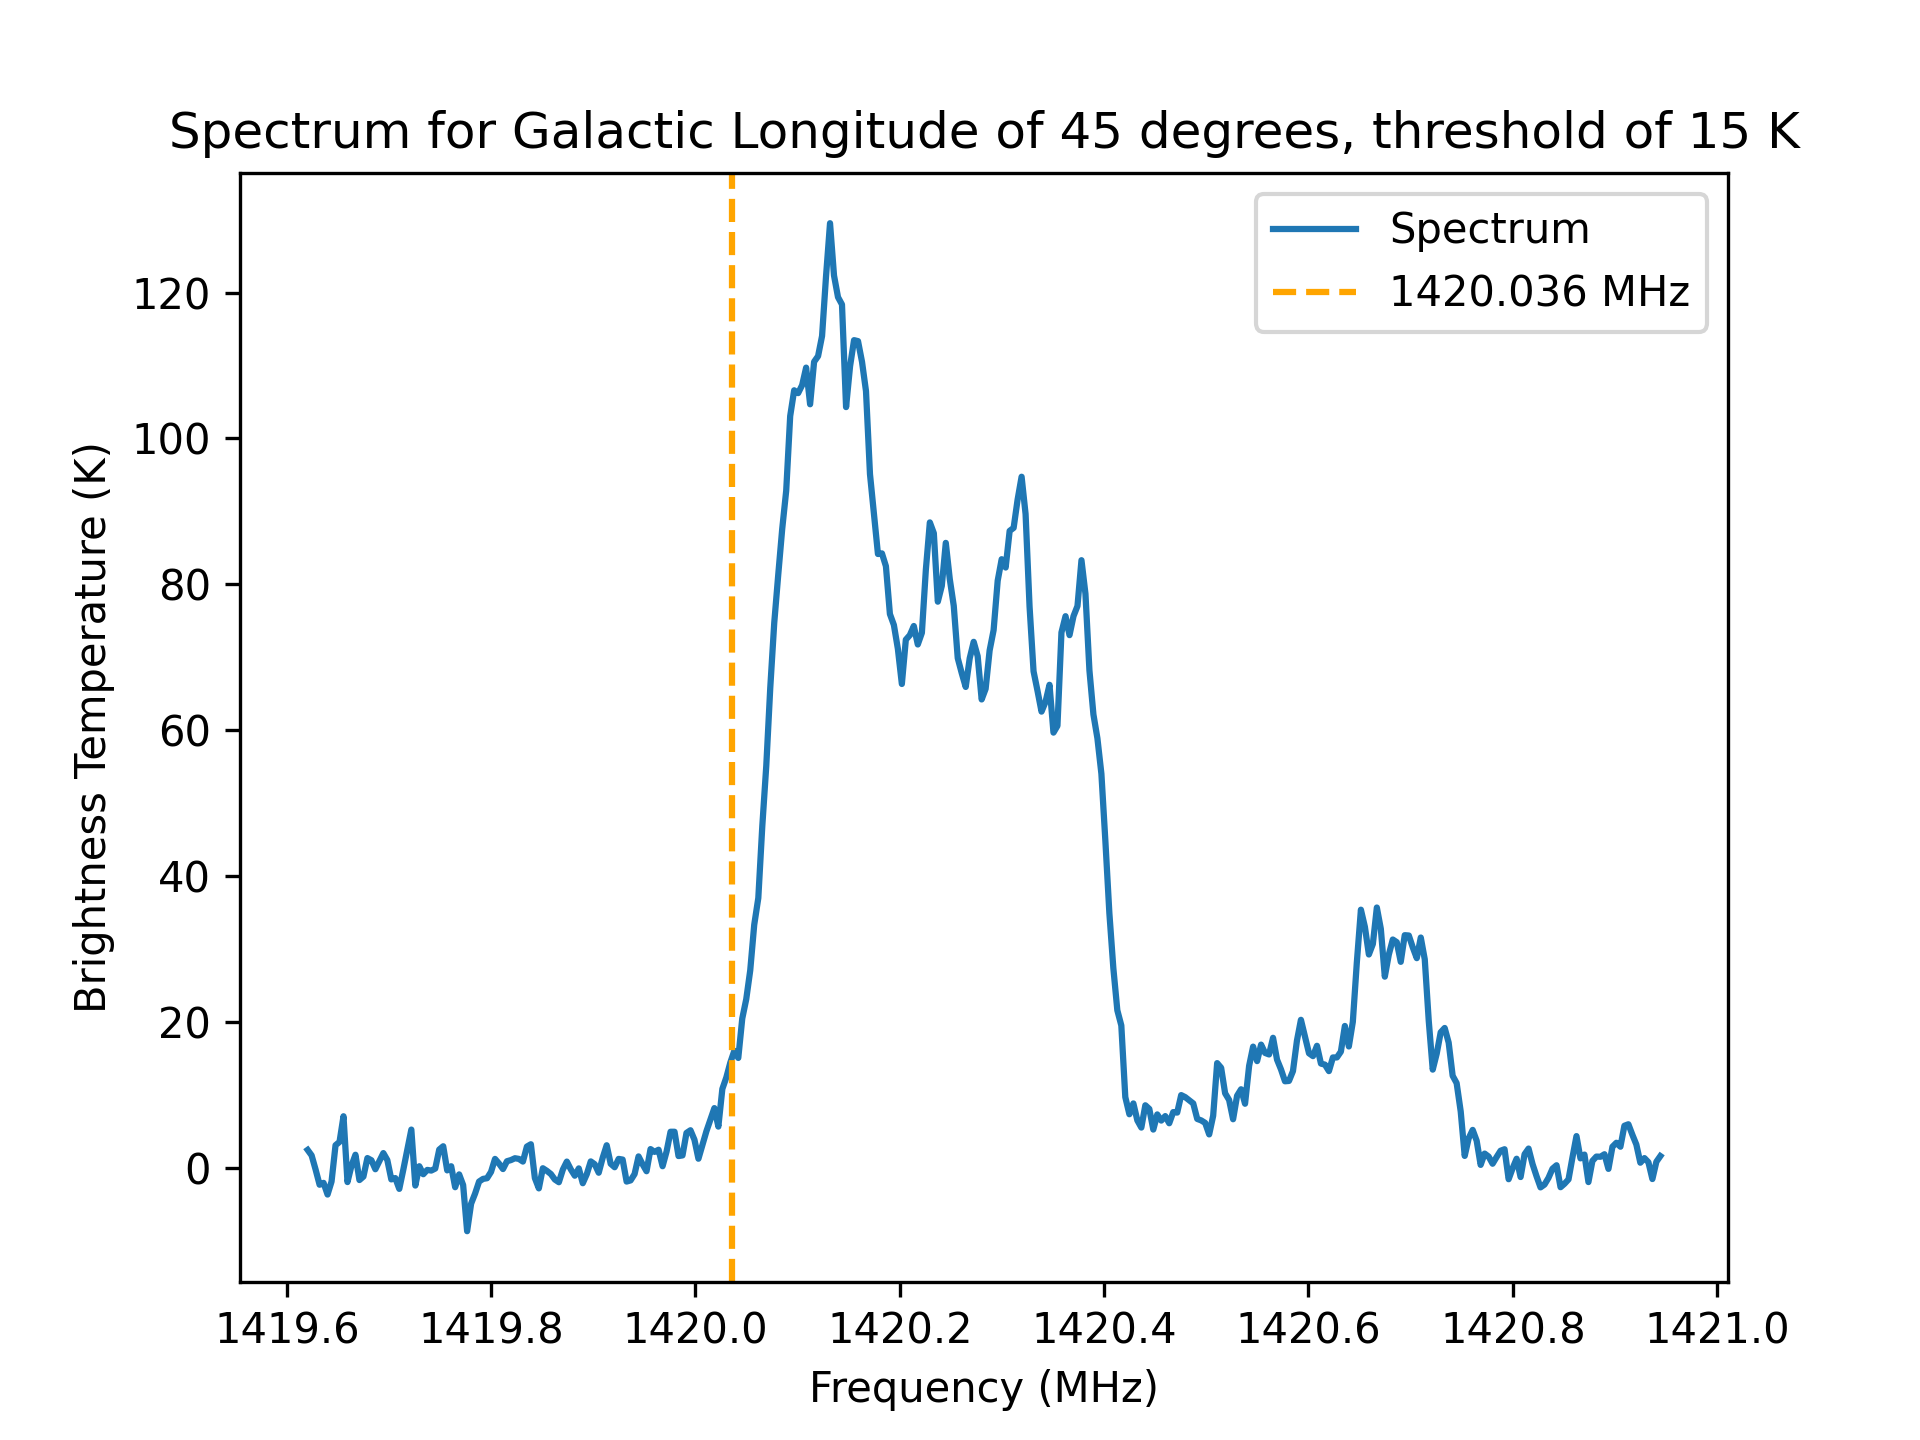 Spectrum for Galactic Longitude of 45 degrees, threshold of 15 K
Spectrum
1420.036 MHz
Brightness Temperature (K)
120
100
80
60
40
20
0
1419.6 1419.8 1420.0 1420.2 1420.4 1420.6 1420.8 1421.0
Frequency (MHz)